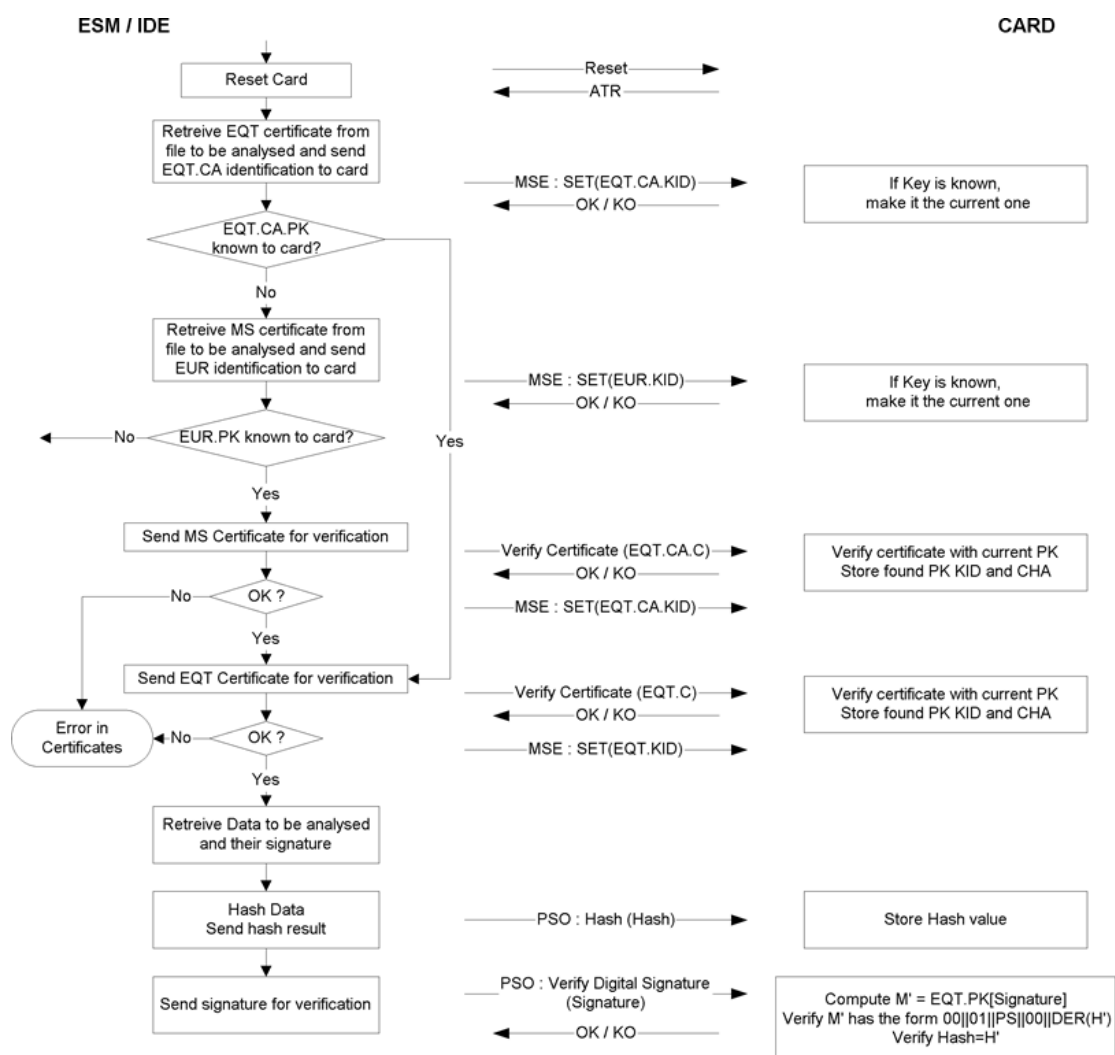 ESM / IDE
CARD
Reset Card
Reset
ATR
Retreive EQT certificate from
file to be analysed and send
EQT.CA identification to card
MSE : SET(EQT.CA.KID)
OK / KO
If Key is known,
make it the current one
EQT.CA.PK
known to card?
No
Yes
Retreive MS certificate from
file to be analysed and send
EUR identification to card
MSE : SET(EUR.KID)
OK / KO
If Key is known,
make it the current one
No
EUR.PK known to card?
Yes
Send MS Certificate for verification
Verify Certificate (EQT.CA.C)
OK / KO
Verify certificate with current PK
Store found PK KID and CHA
No
OK ?
MSE : SET(EQT.CA.KID)
Yes
Send EQT Certificate for verification
Verify Certificate (EQT.C)
OK / KO
Verify certificate with current PK
Store found PK KID and CHA
Error in
Certificates
No
OK ?
MSE : SET(EQT.KID)
Yes
Retreive Data to be analysed
and their signature
Hash Data
Send hash result
PSO : Hash (Hash)
Store Hash value
Send signature for verification
PSO : Verify Digital Signature
(Signature)
OK / KO
Compute M' = EQT.PK[Signature]
Verify M' has the form 00||01||PS||00||DER(H')
Verify Hash=H'